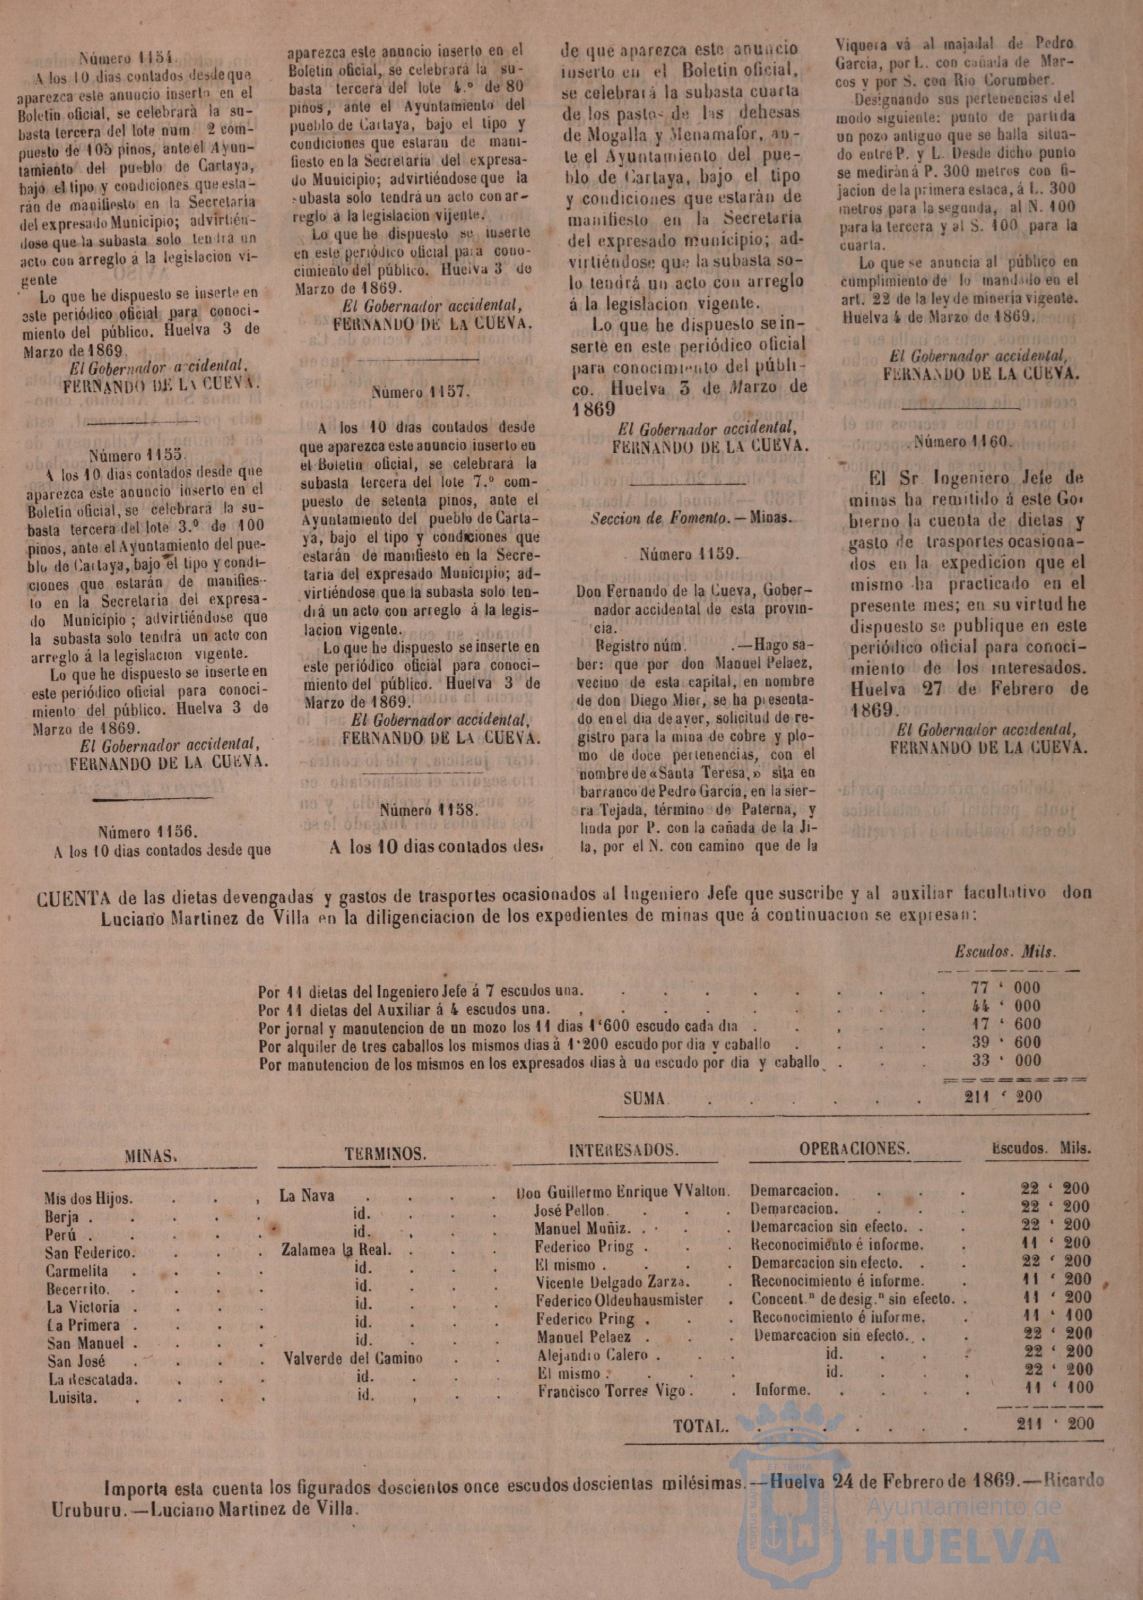 Número 1154.
A los 10 dias contados desde que
aparezca este anuncio inserto en el
Boletin oficial, se celebrará la su-
basta tercera del lote núm. 2 com-
puesto de 105 pinos, ante el Ayun-
tamiento del pueblo de Cartaya,
bajo el tipo y condiciones que esta-
rán de manifiesto en la Secretaría
del expresado Municipio; advirtién-
dose que la subasta solo tendrá un
acto con arreglo á la legislacion vi-
gente
Lo que he dispuesto se inserte en
este periódico oficial para conoci-
miento del público. Huelva 3 de
Marzo de 1869.
El Gobernador accidental,
FERNANDO DE LA CUEVA.
Número 1155.
A los 10 dias contados desde que
aparezca este anuncio inserto en el
Boletin oficial, se celebrará la su-
basta tercera del lote 3.º de 100
pinos, ante el Ayuntamiento del pue-
blo de Cartaya, bajo el tipo y condi-
ciones que estarán de manifies-
to en la Secretaria del expresa-
do Municipio; advirtiéndose que
la subasta solo tendrá un acto con
arreglo á la legislacion vigente.
Lo que he dispuesto se inserte en
este periódico oficial para conoci-
miento del público. Huelva 3 de
Marzo de 1869.
El Gobernador accidental,
FERNANDO DE LA CUEVA.
Número 1156.
A los 10 dias contados desde que
aparezca este anuncio inserto en el
Boletin oficial, se celebrará la su-
basta tercera del lote 4.º de 80
pinos, ante el Ayuntamiento del
pueblo de Cartaya, bajo el tipo y
condiciones que estarán de mani-
fiesto en la Secretaria del expresa-
do Municipio; advirtiéndose que la
subasta solo tendrá un acto con ar-
reglo á la legislacion vijente.
Lo que he dispuesto se inserte
en este periódico oficial para cono-
cimiento del público. Huelva 3 de
Marzo de 1869.
El Gobernador accidental,
FERNANDO DE LA CUEVA.
Número 1157.
A los 10 dias contados desde
que aparezca este anuncio inserto en
el Boletin oficial, se celebrará la
subasta tercera del lote 7.º com-
puesto de setenta pinos, ante el
Ayuntamiento del pueblo de Carta-
ya, bajo el tipo y condiciones que
estarán de manifiesto en la Secre-
taria del expresado Municipio; ad-
virtiéndose que la subasta solo ten-
drá un acto con arreglo á la legis-
lacion vigente.
Lo que he dispuesto se inserte en
este periódico oficial para conoci-
miento del público. Huelva 3 de
Marzo de 1869.
El Gobernador accidental,
FERNANDO DE LA CUEVA.
Número 1158.
A los 10 dias contados des-
de que aparezca este anuncio
inserto en el Boletin oficial,
se celebrará la subasta cuarta
de los pastos de las dehesas
de Mogalla y Menamafor, an-
te el Ayuntamiento del pue-
blo de Cartaya, bajo el tipo
y condiciones que estarán de
manifiesto en la Secretaria
del expresado municipio; ad-
virtiéndose que la subasta so-
lo tendrá un acto con arreglo
á la legislacion vigente.
Lo que he dispuesto se in-
serte en este periódico oficial
para conocimiento del públi-
co. Huelva 3 de Marzo de
1869
El Gobernador accidental,
FERNANDO DE LA CUEVA.
Seccion de Fomento.—Minas.
Número 1159.
Don Fernando de la Cueva, Gober-
nador accidental de esta provin-
cia.
Registro núm. .—Hago sa-
ber: que por don Manuel Pelaez,
vecino de esta capital, en nombre
de don Diego Mier, se ha presenta-
do en el dia de ayer, solicitud de re-
gistro para la mina de cobre y plo-
mo de doce pertenencias, con el
nombre de «Santa Teresa,» sita en
barranco de Pedro García, en la sier-
ra Tejada, término de Paterna, y
linda por P. con la cañada de la Ji-
la, por el N. con camino que de la
Viquera vá al majadal de Pedro
García, por L. con cañada de Mar-
cos y por S. con Rio Corumber.
Designando sus pertenencias del
modo siguiente: punto de partida
un pozo antiguo que se halla situa-
do entre P. y L. Desde dicho punto
se medirán á P. 300 metros con fi-
jacion de la primera estaca, á L. 300
metros para la segunda, al N. 100
para la tercera y al S. 100 para la
cuarta.
Lo que se anuncia al público en
cumplimiento de lo mandado en el
art. 22 de la ley de mineria vigente.
Huelva 4 de Marzo de 1869.
El Gobernador accidental,
FERNANDO DE LA CUEVA.
Número 1160.
El Sr. Ingeniero Jefe de
minas ha remitido á este Go-
bierno la cuenta de dietas y
gasto de trasportes ocasiona-
dos en la expedicion que el
mismo ha practicado en el
presente mes; en su virtud he
dispuesto se publique en este
periódico oficial para conoci-
miento de los interesados.
Huelva 27 de Febrero de
1869.
El Gobernador accidental,
FERNANDO DE LA CUEVA.
CUENTA de las dietas devengadas y gastos de trasportes ocasionados al Ingeniero Jefe que suscribe y al auxiliar facultativo don
Luciano Martinez de Villa en la diligenciacion de los expedientes de minas que á continuacion se expresan:
Escudos. Mils.
Por 11 dietas del Ingeniero Jefe á 7 escudos una. 77 ‘ 000
Por 11 dietas del Auxiliar á 4 escudos una. 44 ‘ 000
Por jornal y manutencion de un mozo los 11 dias 1‘600 escudo cada dia 17 ‘ 600
Por alquiler de tres caballos los mismos dias à 1‘200 escudo por dia y caballo 39 ‘ 600
Por manutencion de los mismos en los expresados dias à un escudo por dia y caballo. 33 ‘ 000
SUMA. 211 ‘ 200
MINAS. TERMINOS. INTERESADOS. OPERACIONES. Escudos. Mils.
Mis dos Hijos. La Nava Don Guillermo Enrique VValton. Demarcacion. 22 ‘ 200
Berja . id. José Pellon. Demarcacion. 22 ‘ 200
Perú . id. Manuel Muñiz. Demarcacion sin efecto. 22 ‘ 200
San Federico. Zalamea la Real. Federico Pring . Reconocimiento é informe. 11 ‘ 200
Carmelita id. El mismo . Demarcacion sin efecto. 22 ‘ 200
Becerrito. id. Vicente Delgado Zarza. Reconocimiento é informe. 11 ‘ 200
La Victoria . id. Federico Oldenhausmister Concent.n de desig.n sin efecto. 11 ‘ 200
La Primera . id. Federico Pring . Reconocimiento é informe. 11 ‘ 100
San Manuel . id. Manuel Pelaez . Demarcacion sin efecto. 22 ‘ 200
San José Valverde del Camino Alejandro Calero . id. 22 ‘ 200
La Rescatada. id. El mismo . id. 22 ‘ 200
Luisita. id. Francisco Torres Vigo . Informe. 11 ‘ 100
TOTAL. 211 ‘ 200
Importa esta cuenta los figurados doscientos once escudos doscientas milésimas.—Huelva 24 de Febrero de 1869.—Ricardo
Uruburu.—Luciano Martinez de Villa.
Ayuntamiento de
HUELVA